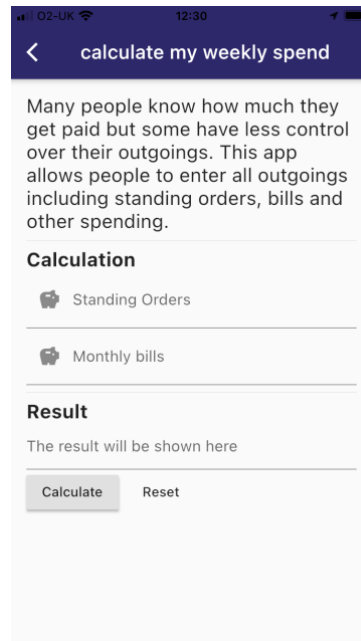 O2-UK 12:30
calculate my weekly spend
Many people know how much they
get paid but some have less control
over their outgoings. This app
allows people to enter all outgoings
including standing orders, bills and
other spending.
Calculation
Standing Orders
Monthly bills
Result
The result will be shown here
Calculate Reset